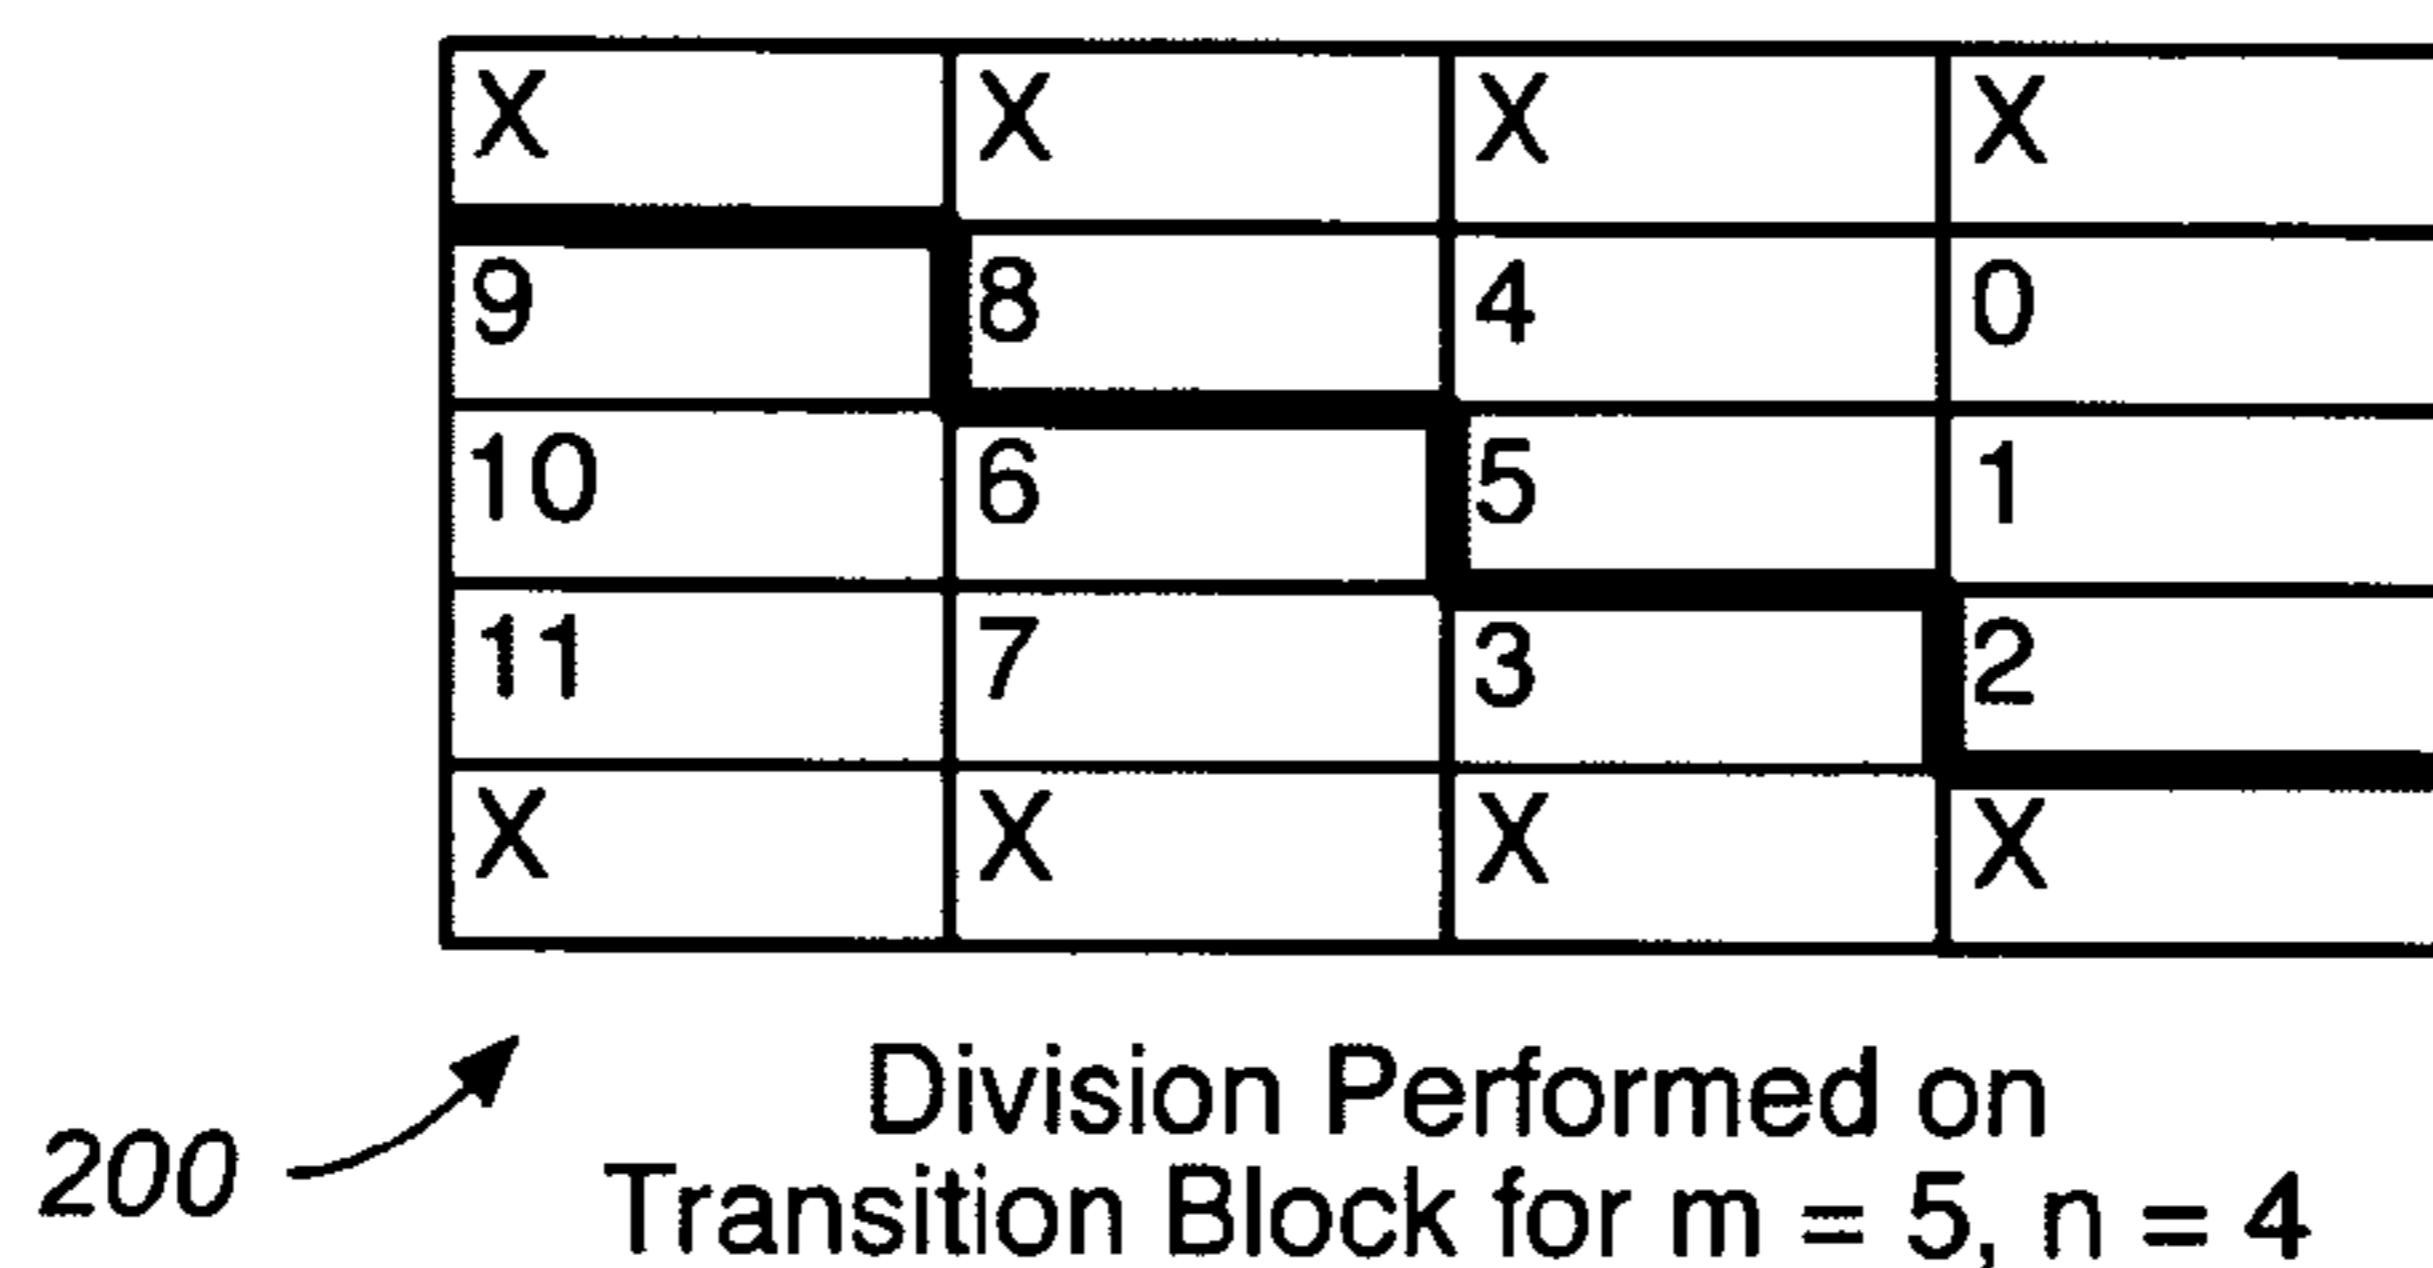 X X X X
9 8 4 0
10 6 5 1
11 7 3 2
X X X X
200
Division Performed on
Transition Block for m = 5, n = 4